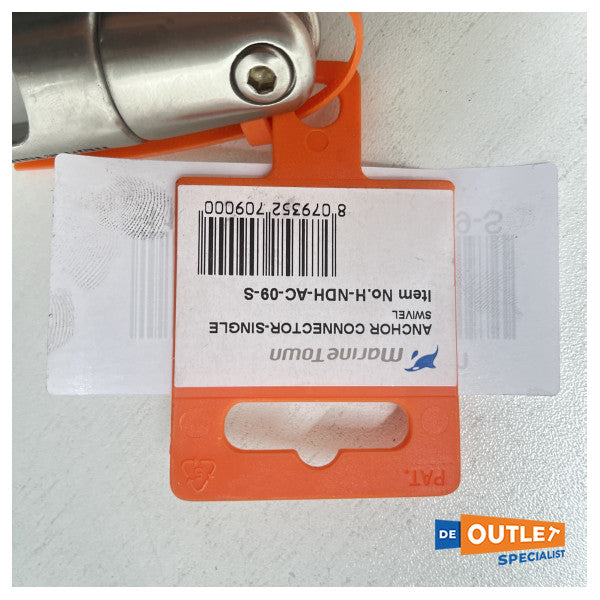 Marine Town
ANCHOR CONNECTOR-SINGLE
SWIVEL
Item No.H-NDH-AC-09-S
8 079352 709000
PAT.
DE OUTLET
SPECIALIST